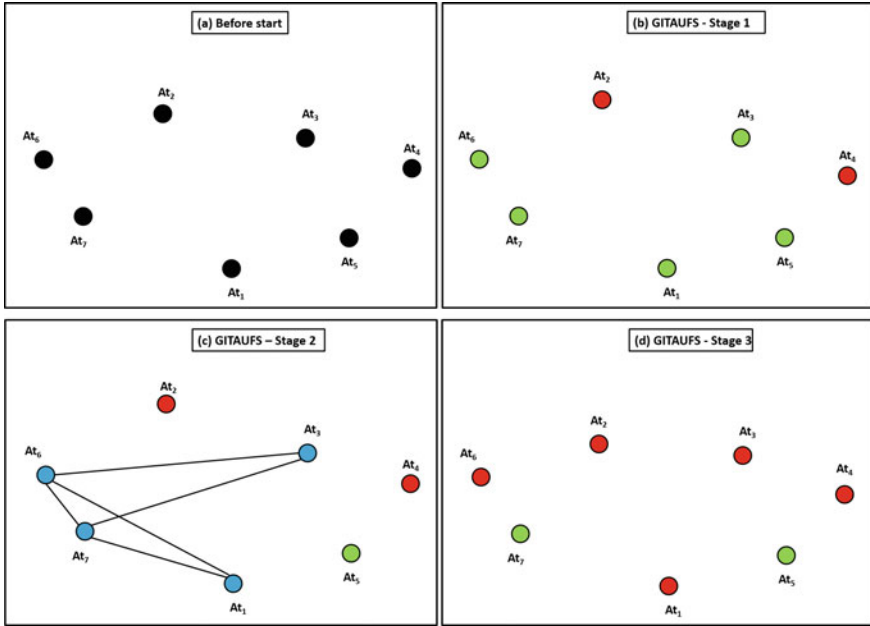 (a) Before start
At₂
At₃
At₆
At₄
At₇
At₅
At₁
(b) GITAUFS - Stage 1
At₂
At₃
At₆
At₄
At₇
At₅
At₁
(c) GITAUFS – Stage 2
At₂
At₃
At₆
At₄
At₇
At₅
At₁
(d) GITAUFS - Stage 3
At₂
At₃
At₆
At₄
At₇
At₅
At₁